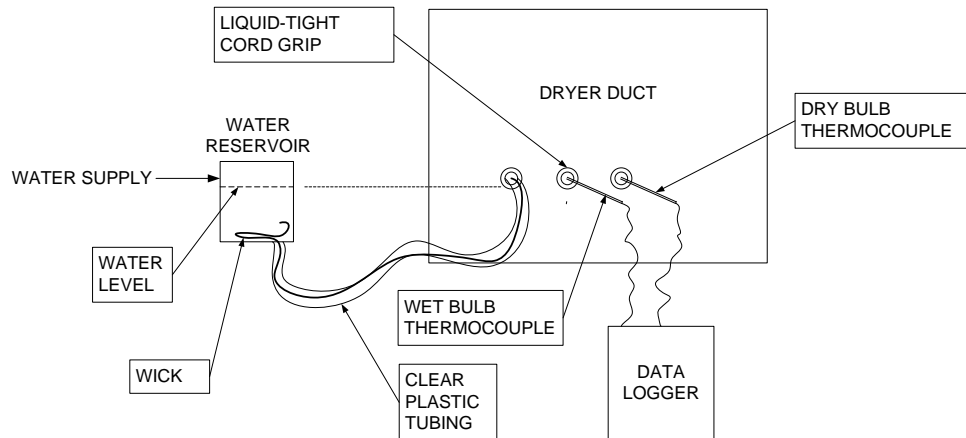 LIQUID-TIGHT
CORD GRIP
DRYER DUCT
DRY BULB
THERMOCOUPLE
WATER
RESERVOIR
WATER SUPPLY
WATER
LEVEL
WET BULB
THERMOCOUPLE
WICK
CLEAR
PLASTIC
TUBING
DATA
LOGGER